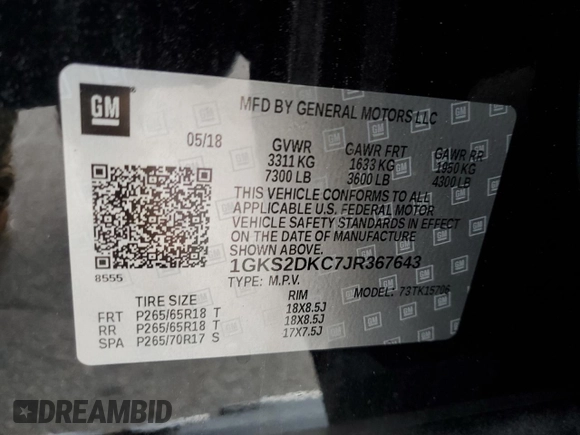 GM
MFD BY GENERAL MOTORS LLC
05/18
GVWR GAWR FRT GAWR RR
3311 KG 1633 KG 1950 KG
7300 LB 3600 LB 4300 LB
THIS VEHICLE CONFORMS TO ALL
APPLICABLE U.S. FEDERAL MOTOR
VEHICLE SAFETY STANDARDS IN
EFFECT ON THE DATE OF
MANUFACTURE SHOWN ABOVE.
1GKS2DKC7JR367643
8555
TYPE: M.P.V. MODEL: 73TK15706
TIRE SIZE RIM
FRT P265/65R18 T 18X8.5J
RR P265/65R18 T 18X8.5J
SPA P265/70R17 S 17X7.5J
DREAMBID